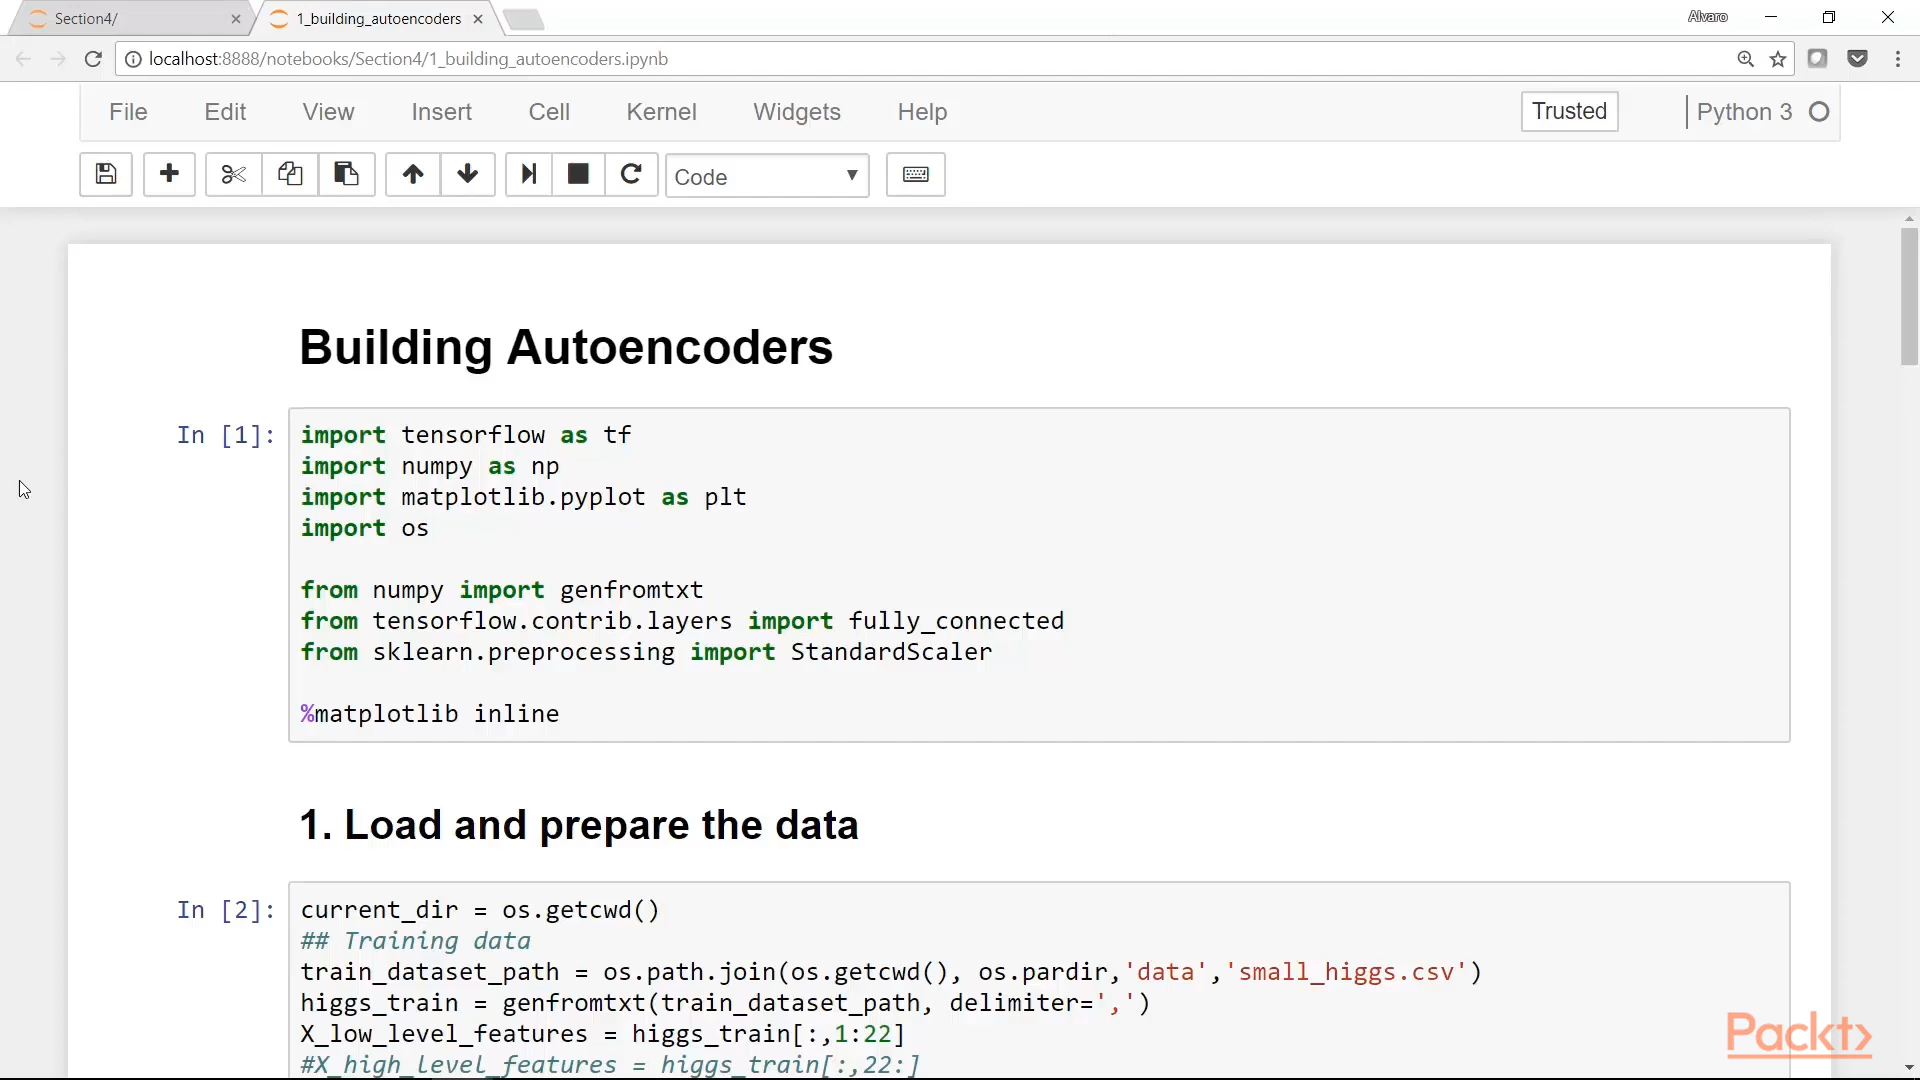 Section4/
1_building_autoencoders
Alvaro
localhost:8888/notebooks/Section4/1_building_autoencoders.ipynb
File Edit View Insert Cell Kernel Widgets Help Trusted Python 3
Code
Building Autoencoders
In [1]:
import tensorflow as tf
import numpy as np
import matplotlib.pyplot as plt
import os
from numpy import genfromtxt
from tensorflow.contrib.layers import fully_connected
from sklearn.preprocessing import StandardScaler
%matplotlib inline
1. Load and prepare the data
In [2]:
current_dir = os.getcwd()
## Training data
train_dataset_path = os.path.join(os.getcwd(), os.pardir,'data','small_higgs.csv')
higgs_train = genfromtxt(train_dataset_path, delimiter=',')
X_low_level_features = higgs_train[:,1:22]
#X_high_level_features = higgs_train[:,22:]
Packt>